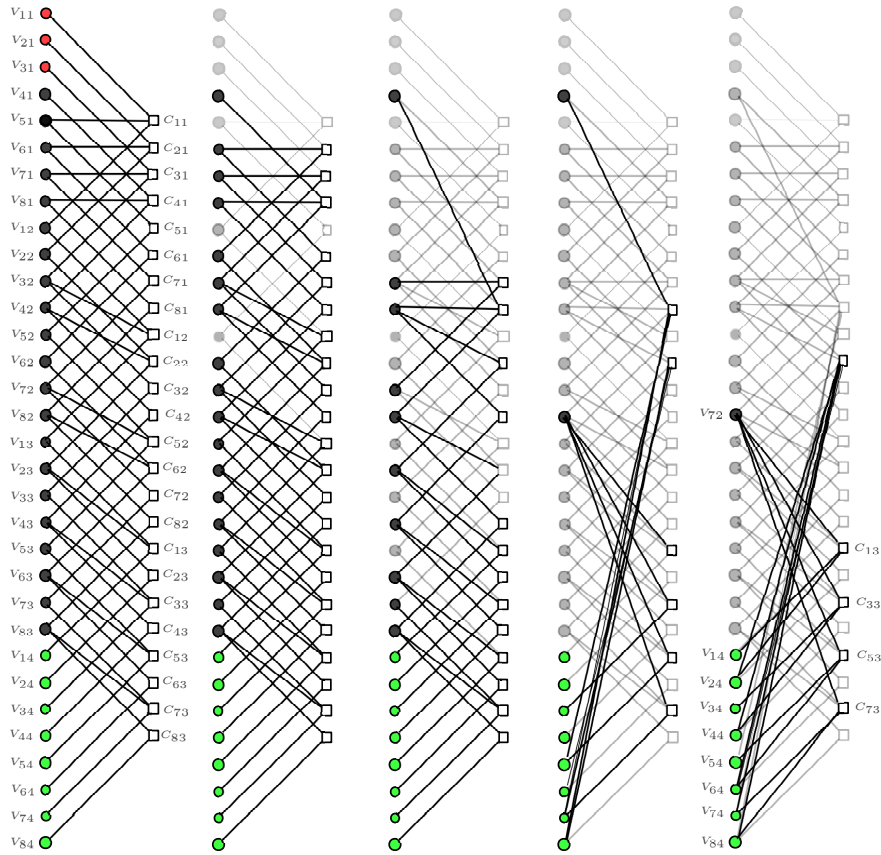 V11
V21
V31
V41
V51 C11
V61 C21
V71 C31
V81 C41
V12 C51
V22 C61
V32 C71
V42 C81
V52 C12
V62 C22
V72 C32
V82 C42 V72
V13 C52
V23 C62
V33 C72
V43 C82
V53 C13 C13
V63 C23
V73 C33 C33
V83 C43
V14 C53 V14 C53
V24 C63 V24
V34 C73 V34 C73
V44 C83 V44
V54 V54
V64 V64
V74 V74
V84 V84